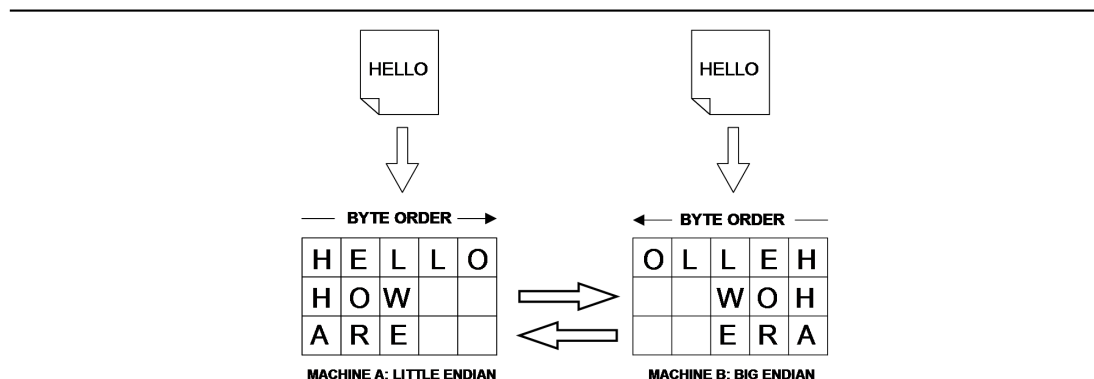 HELLO
HELLO
BYTE ORDER
BYTE ORDER
H E L L O
H O W
A R E
O L L E H
W O H
E R A
MACHINE A: LITTLE ENDIAN
MACHINE B: BIG ENDIAN